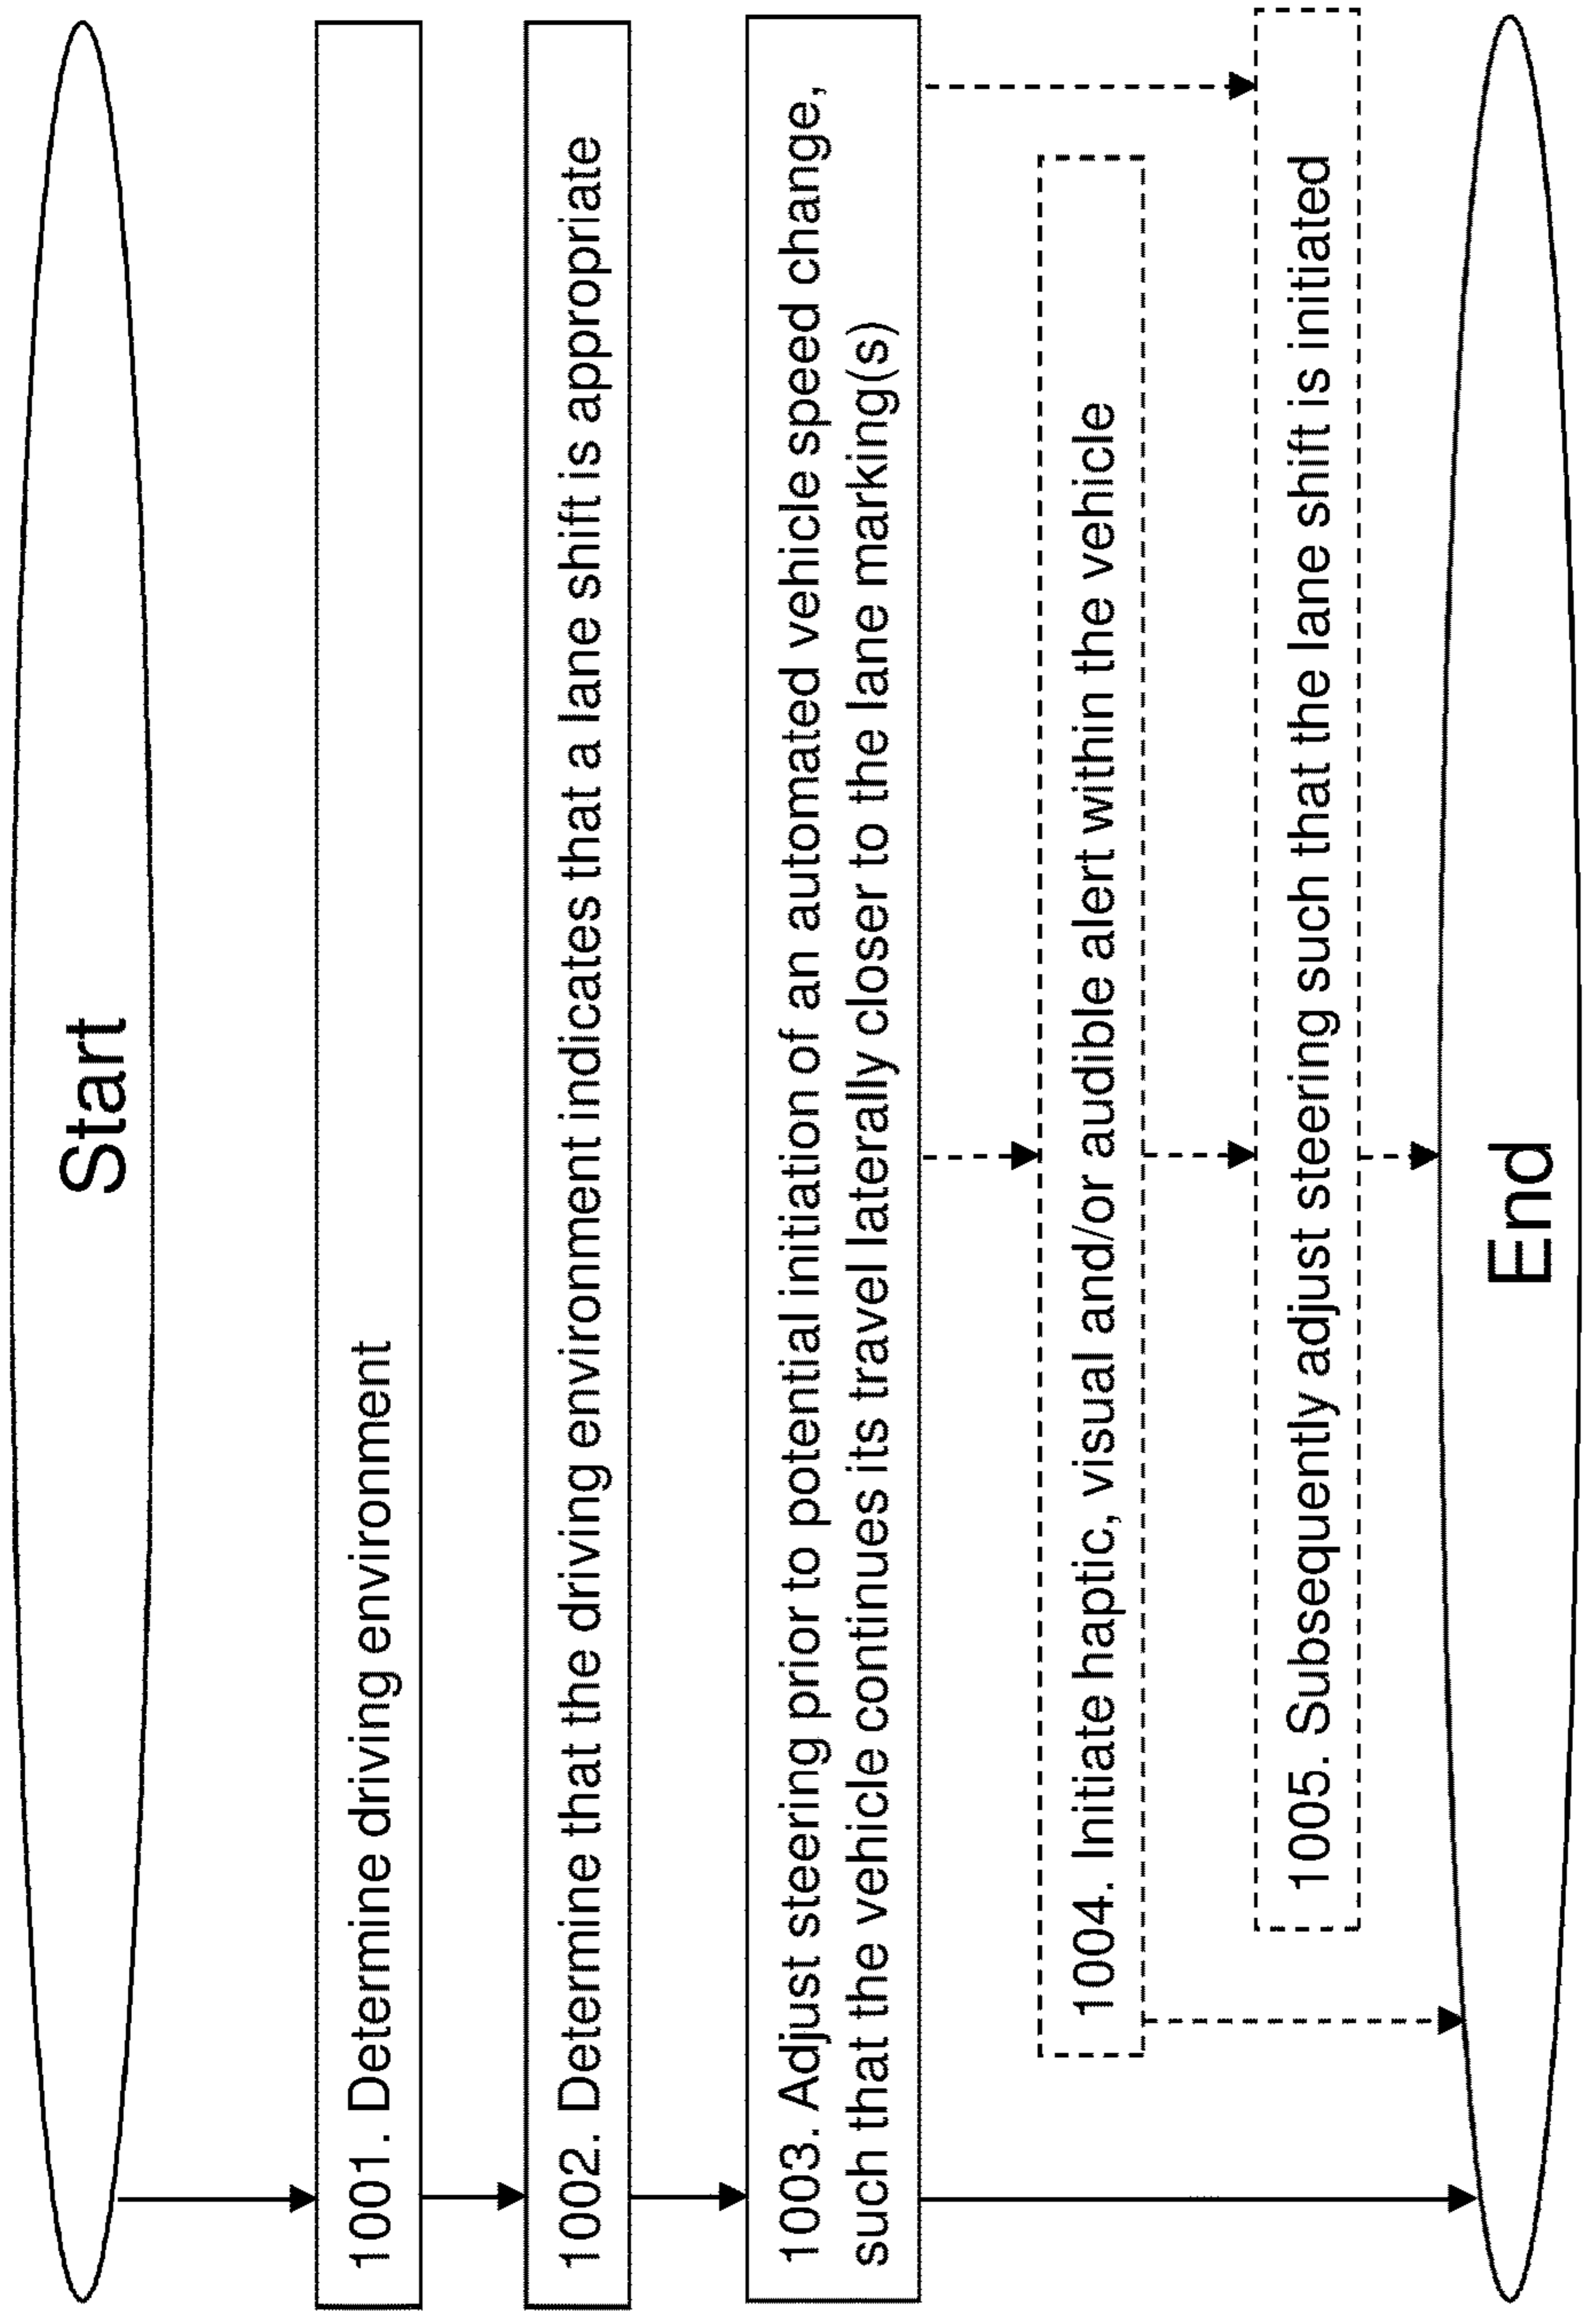 Start
1001. Determine driving environment
1002. Determine that the driving environment indicates that a lane shift is appropriate
1003. Adjust steering prior to potential initiation of an automated vehicle speed change,
such that the vehicle continues its travel laterally closer to the lane marking(s)
1004. Initiate haptic, visual and/or audible alert within the vehicle
1005. Subsequently adjust steering such that the lane shift is initiated
End